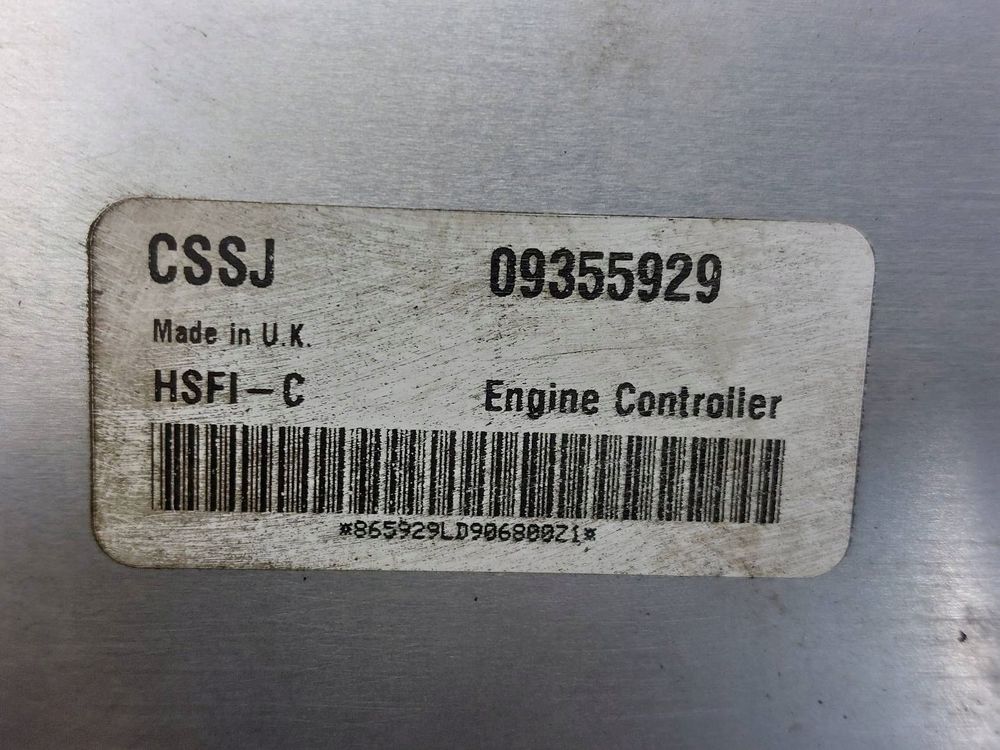 CSSJ 09355929
Made in U.K.
HSFI-C Engine Controller
*865929LD906800Z1*